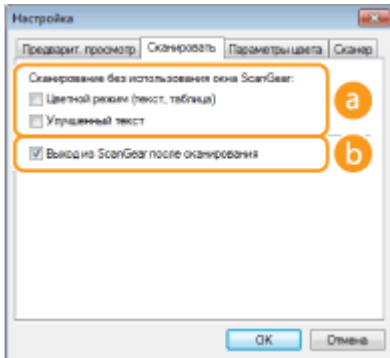 Настройка
Предварит. просмотр Сканировать Параметры цвета Сканер
Сканирование без использования окна ScanGear:
Цветной режим (текст, таблица)
Улучшенный текст
a
Выход из ScanGear после сканирования
b
OK Отмена